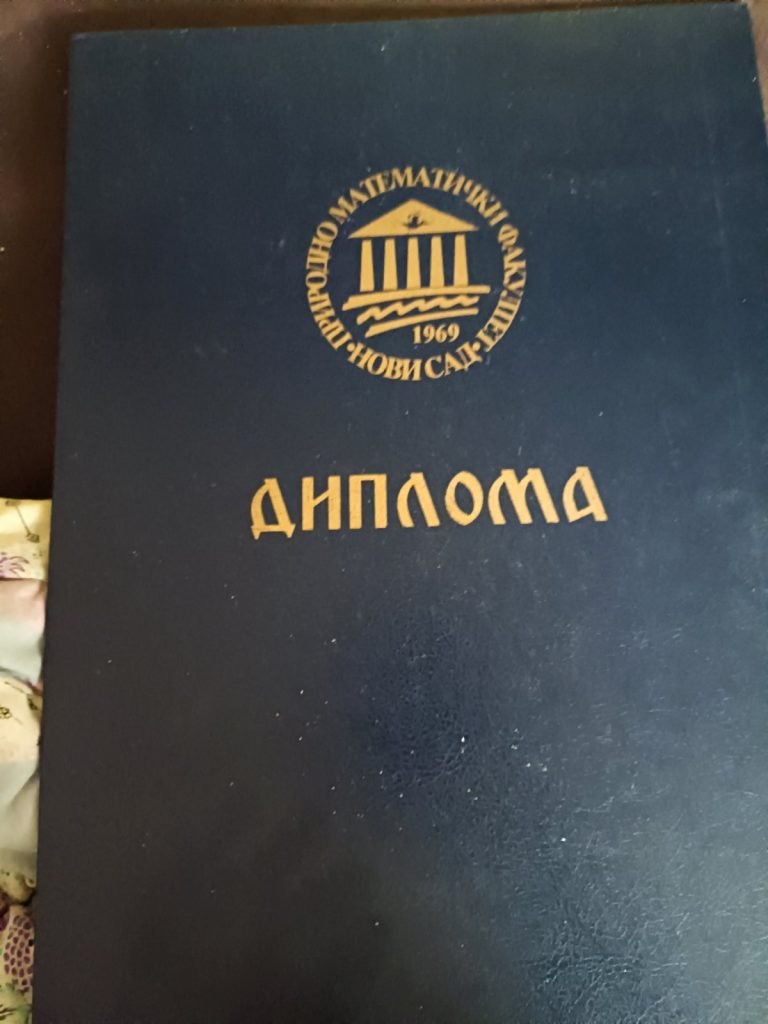 ПРИРОДНО МАТЕМАТИЧКИ ФАКУЛТЕТ
•НОВИ САД•
1969
ДИПЛОМА